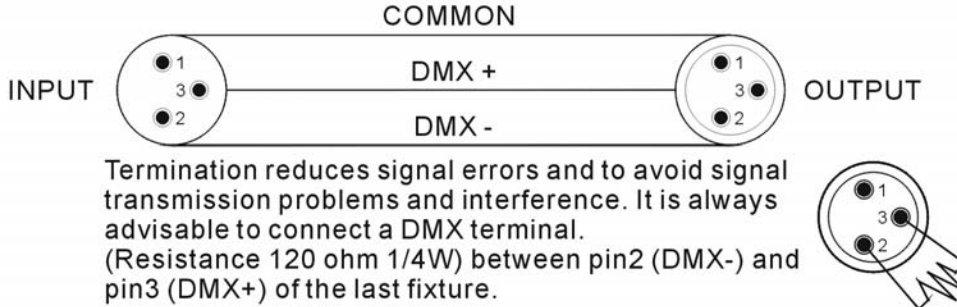 COMMON
1
1
INPUT
3
DMX +
3
OUTPUT
2
DMX -
2
Termination reduces signal errors and to avoid signal
transmission problems and interference. It is always
advisable to connect a DMX terminal.
(Resistance 120 ohm 1/4W) between pin2 (DMX-) and
pin3 (DMX+) of the last fixture.
1
3
2